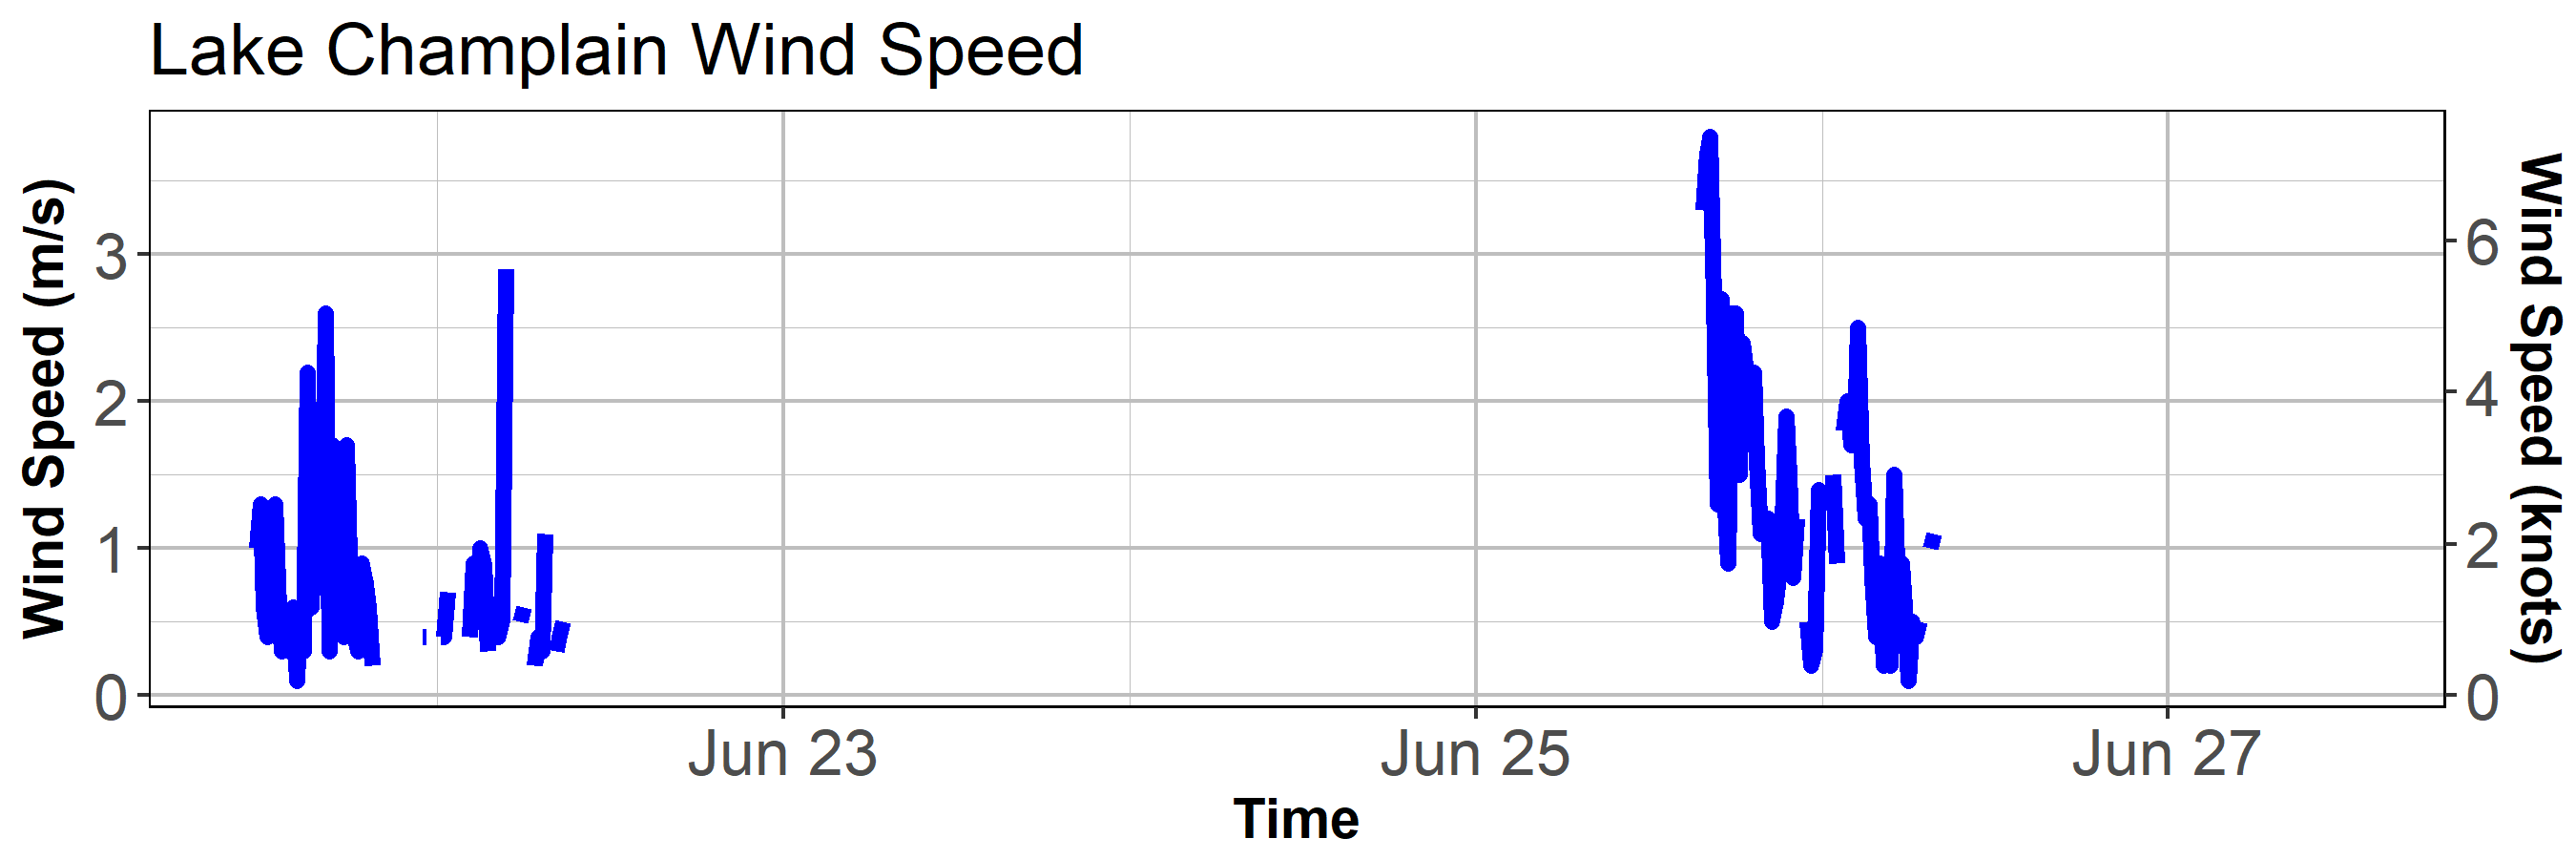 Lake Champlain Wind Speed
Wind Speed (m/s)
3
2
1
0
6
4
2
0
Wind Speed (knots)
Jun 23
Jun 25
Jun 27
Time